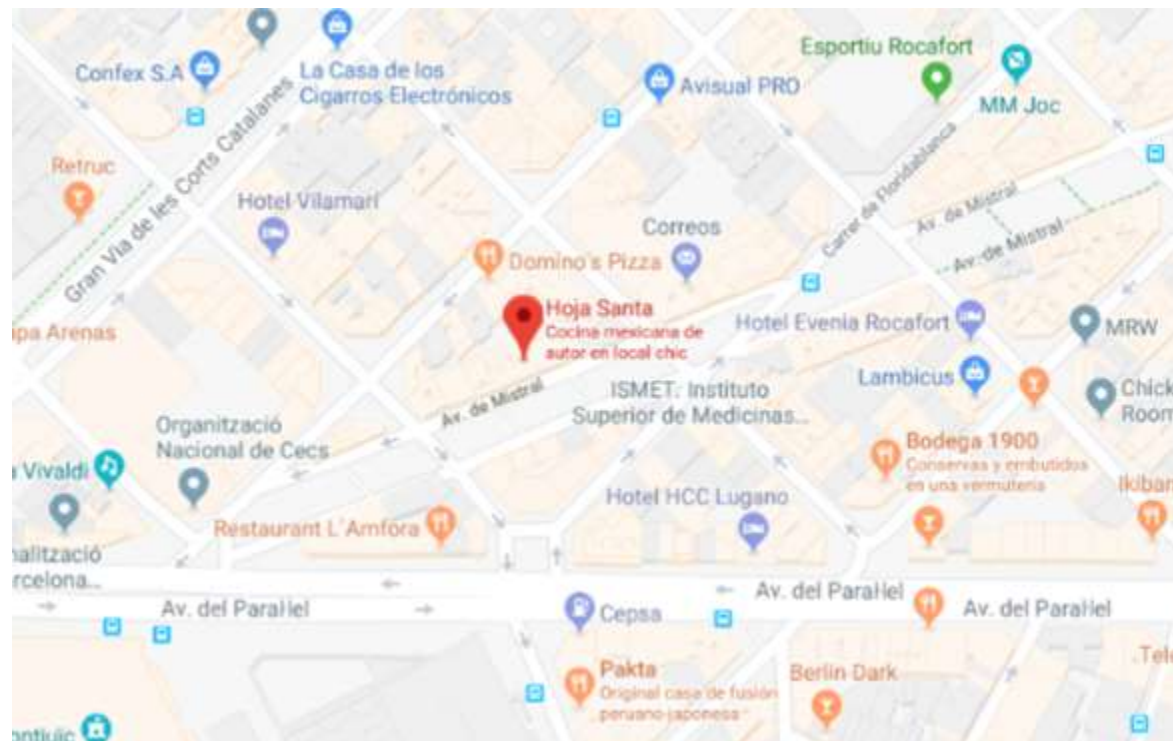 Esportiu Rocafort
Confex S.A
La Casa de los
Cigarros Electrónicos
Avisual PRO
MM Joc
Retruc
Gran Via de les Corts Catalanes
Hotel Vilamarí
Carrer de Floridablanca
Av. de Mistral
Correos
Av. de Mistral
Domino's Pizza
Hoja Santa
Cocina mexicana de
autor en local chic
Hotel Evenia Rocafort
MRW
Arenas
Av. de Mistral
ISMET: Instituto
Superior de Medicinas...
Lambicus
Chick
Room
Organització
Nacional de Cecs
Bodega 1900
Conservas y embutidos
en una vermuteria
Vivaldi
Hotel HCC Lugano
Ikibar
Restaurant L'Amfora
nalització
rcelona...
Av. del Paral·lel
Av. del Paral·lel
Av. del Paral·lel
Cepsa
Pakta
Original casa de fusión
peruano-japonesa
Berlin Dark
Tele
ontjuïc